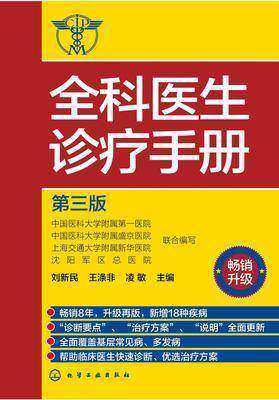 TPM
全科医生
诊疗手册
第三版
中国医科大学附属第一医院
中国医科大学附属盛京医院
上海交通大学附属新华医院
沈阳军区总医院
联合编写
刘新民 王涤非 凌敏 主编
畅销
升级
● 畅销8年，升级再版，新增18种疾病
● “诊断要点”、“治疗方案”、“说明”全面更新
● 全面覆盖基层常见病、多发病
● 帮助临床医生快速诊断、优选治疗方案
化学工业出版社